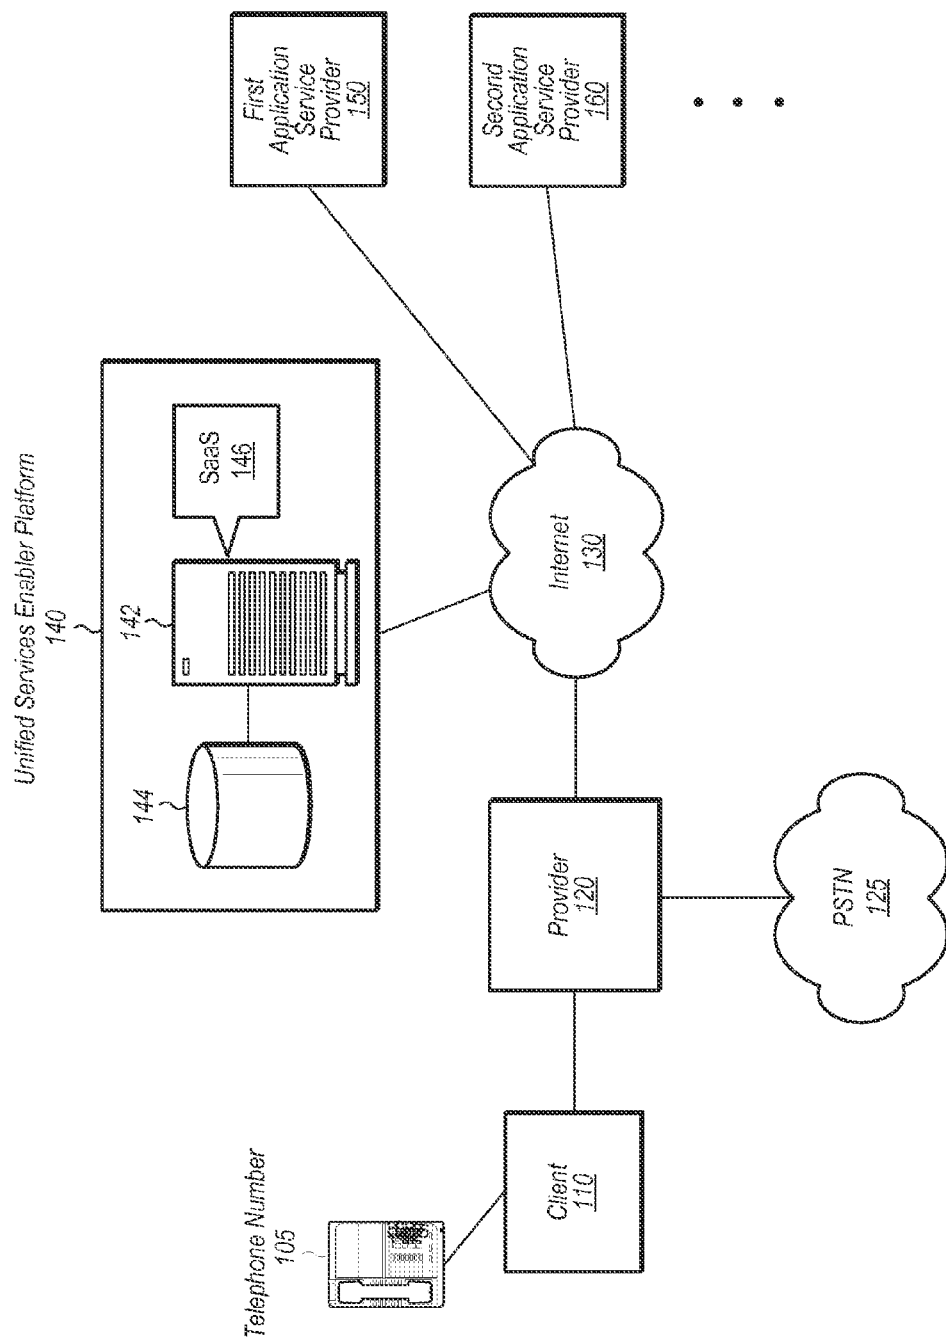 Unified Services Enabler Platform
140
142
144
SaaS
146
First
Application
Service
Provider
150
Second
Application
Service
Provider
160
Internet
130
Provider
120
PSTN
125
Client
110
Telephone Number
105